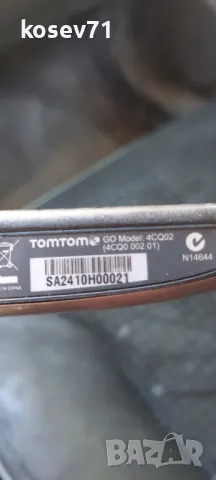 kosev71
TOMTOM GO Model: 4CQ02
(4CQ0 002.01)
N14644
SA2410H00021
BAZAR